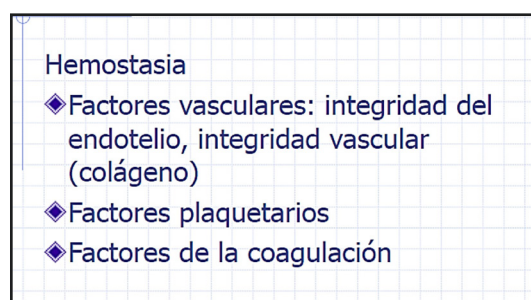 Hemostasia
Factores vasculares: integridad del
endotelio, integridad vascular
(colágeno)
Factores plaquetarios
Factores de la coagulación